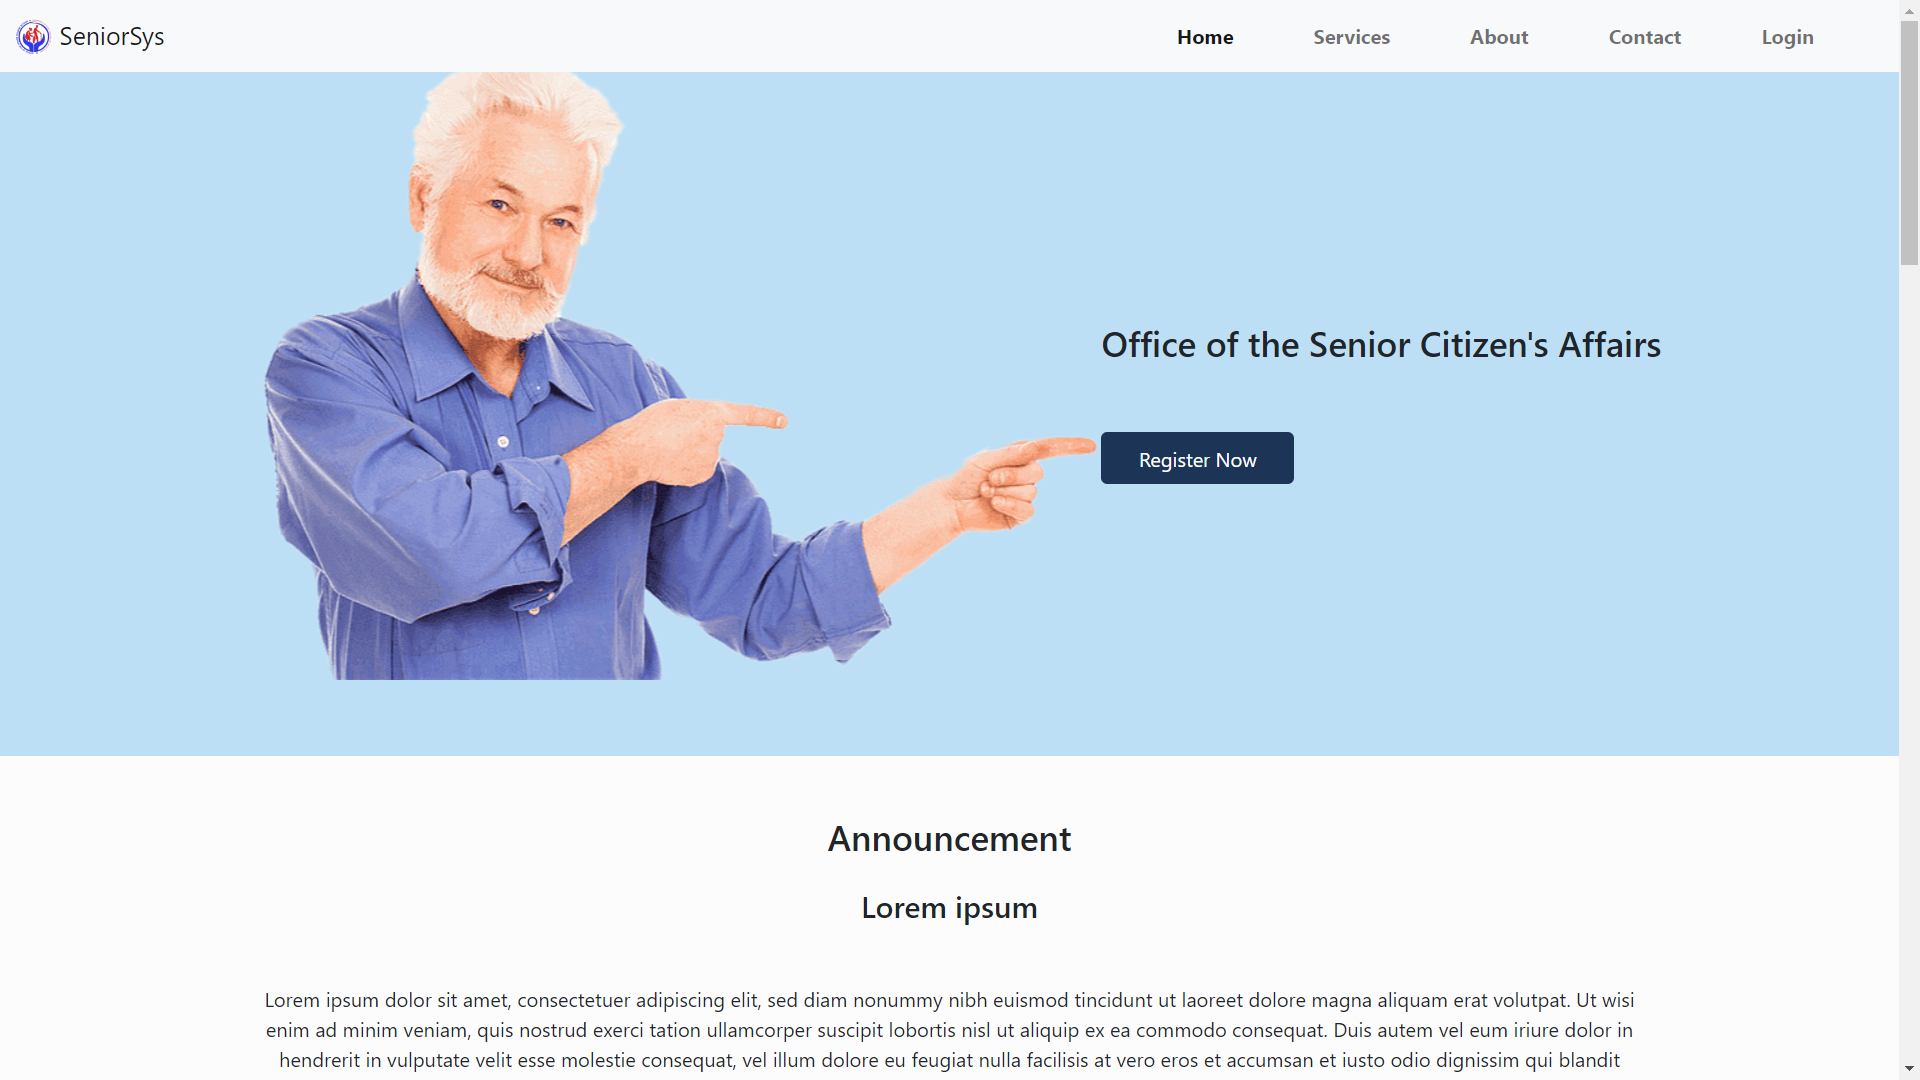 SeniorSys
Home
Services
About
Contact
Login
Office of the Senior Citizen's Affairs
Register Now
Announcement
Lorem ipsum
Lorem ipsum dolor sit amet, consectetuer adipiscing elit, sed diam nonummy nibh euismod tincidunt ut laoreet dolore magna aliquam erat volutpat. Ut wisi
enim ad minim veniam, quis nostrud exerci tation ullamcorper suscipit lobortis nisl ut aliquip ex ea commodo consequat. Duis autem vel eum iriure dolor in
hendrerit in vulputate velit esse molestie consequat, vel illum dolore eu feugiat nulla facilisis at vero eros et accumsan et iusto odio dignissim qui blandit